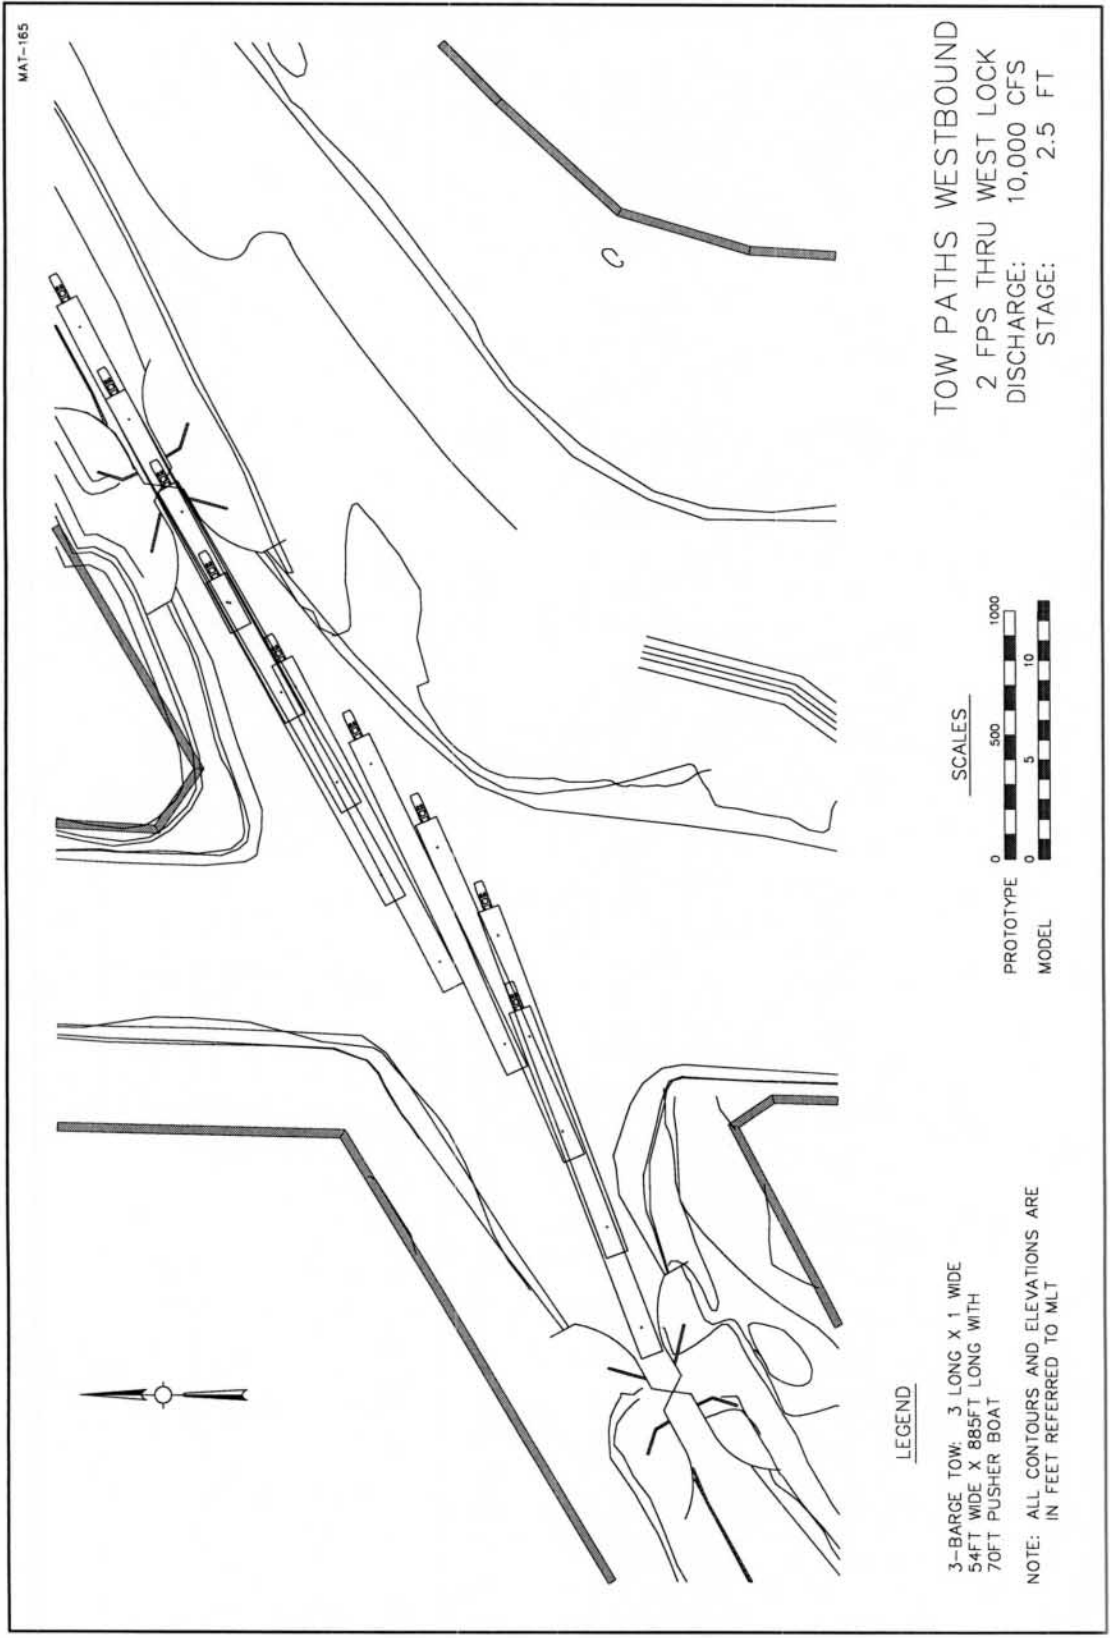 MAT-165
TOW PATHS WESTBOUND
2 FPS THRU WEST LOCK
DISCHARGE: 10,000 CFS
STAGE: 2.5 FT
SCALES
PROTOTYPE 0 500 1000
MODEL 0 5 10
LEGEND
3-BARGE TOW: 3 LONG X 1 WIDE
54FT WIDE X 885FT LONG WITH
70FT PUSHER BOAT
NOTE: ALL CONTOURS AND ELEVATIONS ARE
IN FEET REFERRED TO MLT